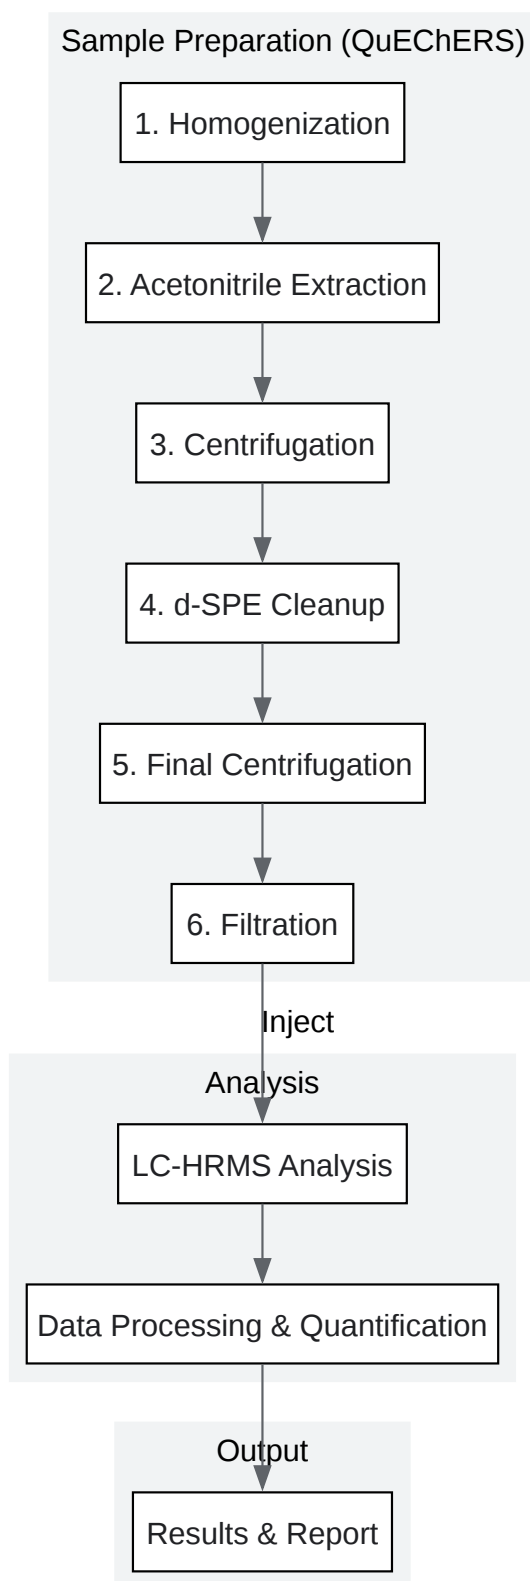 Sample Preparation (QuEChERS)
1. Homogenization
2. Acetonitrile Extraction
3. Centrifugation
4. d-SPE Cleanup
5. Final Centrifugation
6. Filtration
Inject
Analysis
LC-HRMS Analysis
Data Processing & Quantification
Output
Results & Report